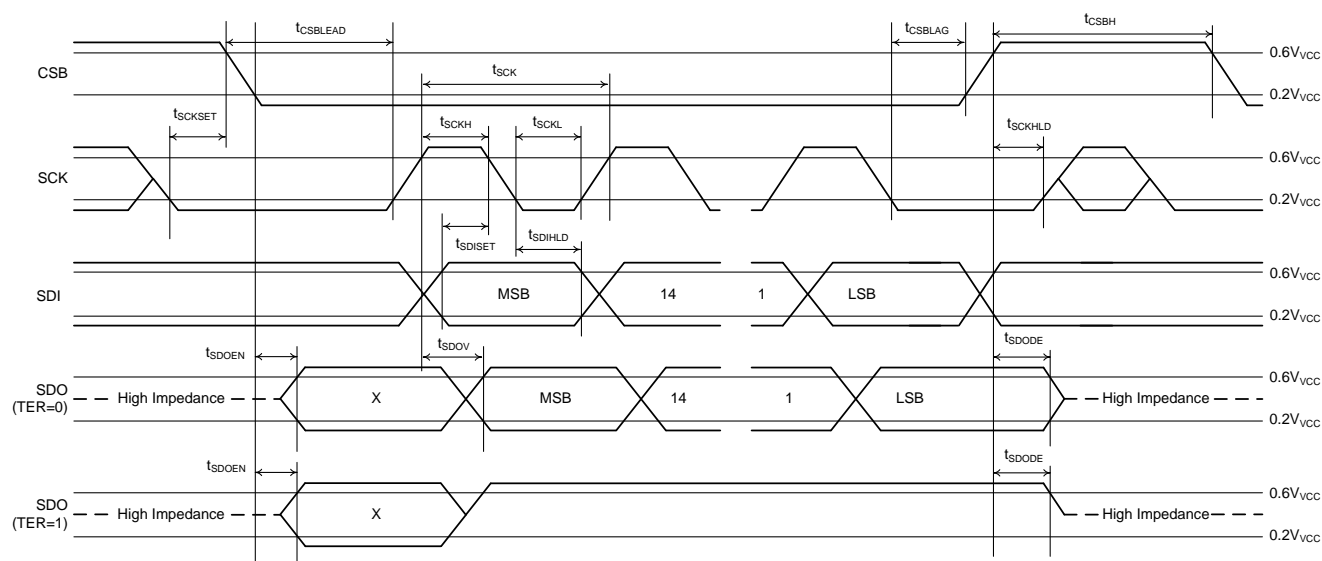 tCSBLEAD
tCSBLAG
tCSBH
CSB
0.6VVCC
0.2VVCC
tSCK
tSCKSET
tSCKH
tSCKL
tSCKHLD
SCK
0.6VVCC
0.2VVCC
tSDISET
tSDIHLD
SDI
MSB
14
1
LSB
0.6VVCC
0.2VVCC
tSDOEN
tSDOV
tSDODE
SDO
(TER=0)
High Impedance
X
MSB
14
1
LSB
High Impedance
0.6VVCC
0.2VVCC
tSDOEN
tSDODE
SDO
(TER=1)
High Impedance
X
High Impedance
0.6VVCC
0.2VVCC